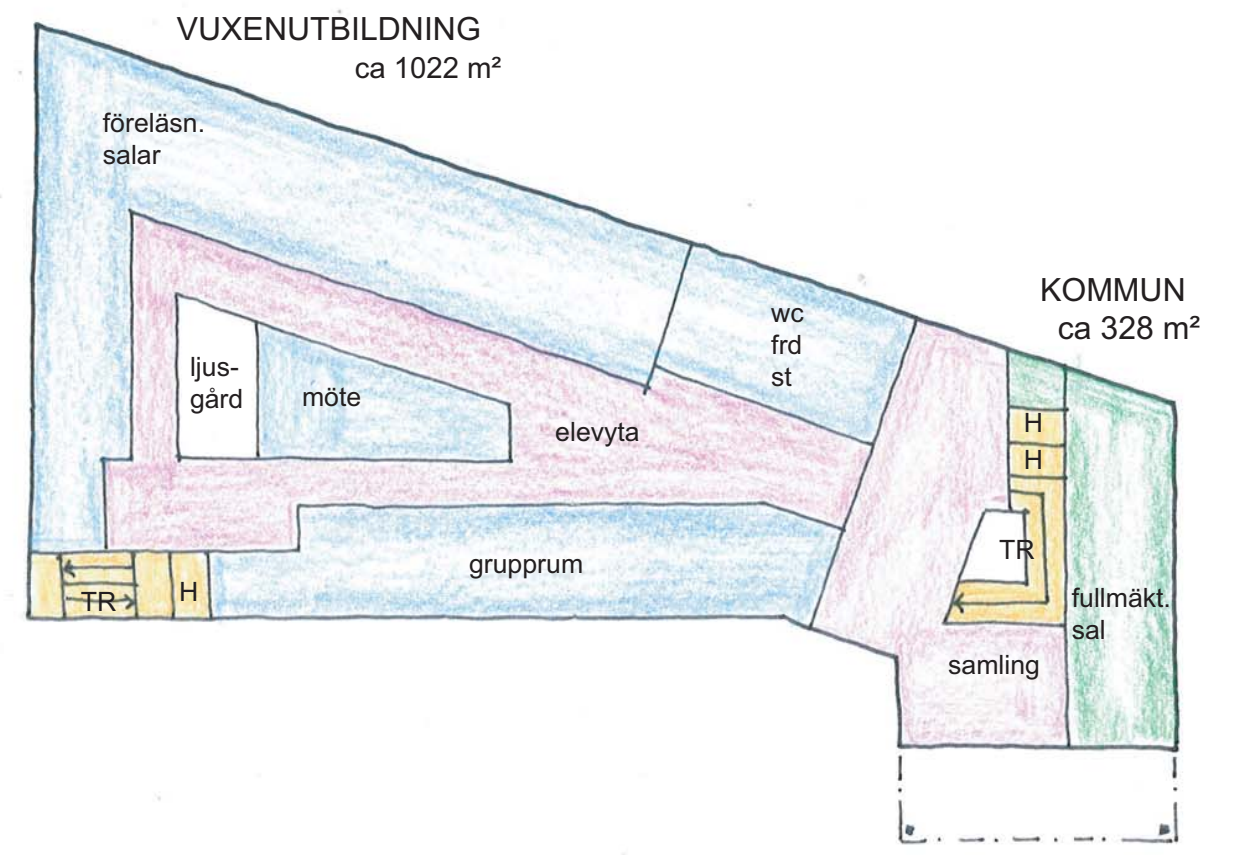 VUXENUTBILDNING
ca 1022 m²
föreläsn.
salar
KOMMUN
ca 328 m²
wc
frd
st
ljus-
gård
möte
elevyta
H
H
TR
grupprum
TR
H
fullmäkt.
sal
samling